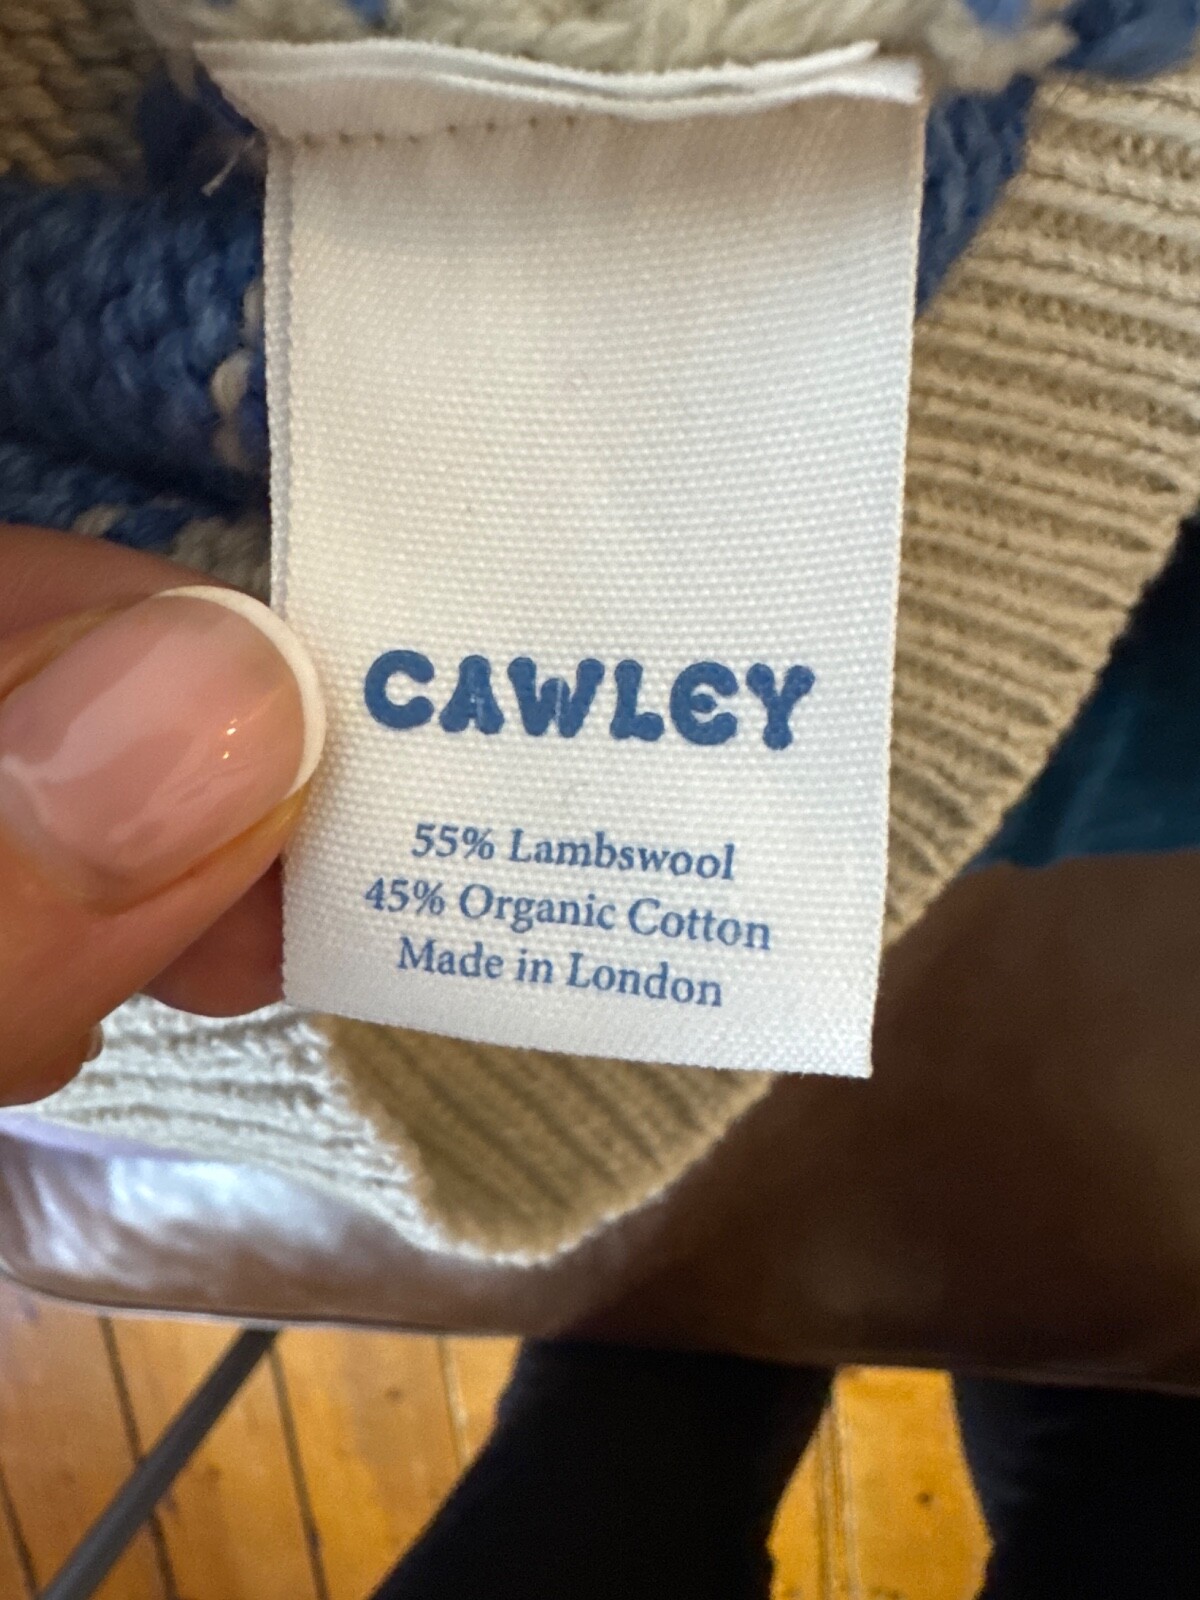 CAWLEY
55% Lambswool
45% Organic Cotton
Made in London